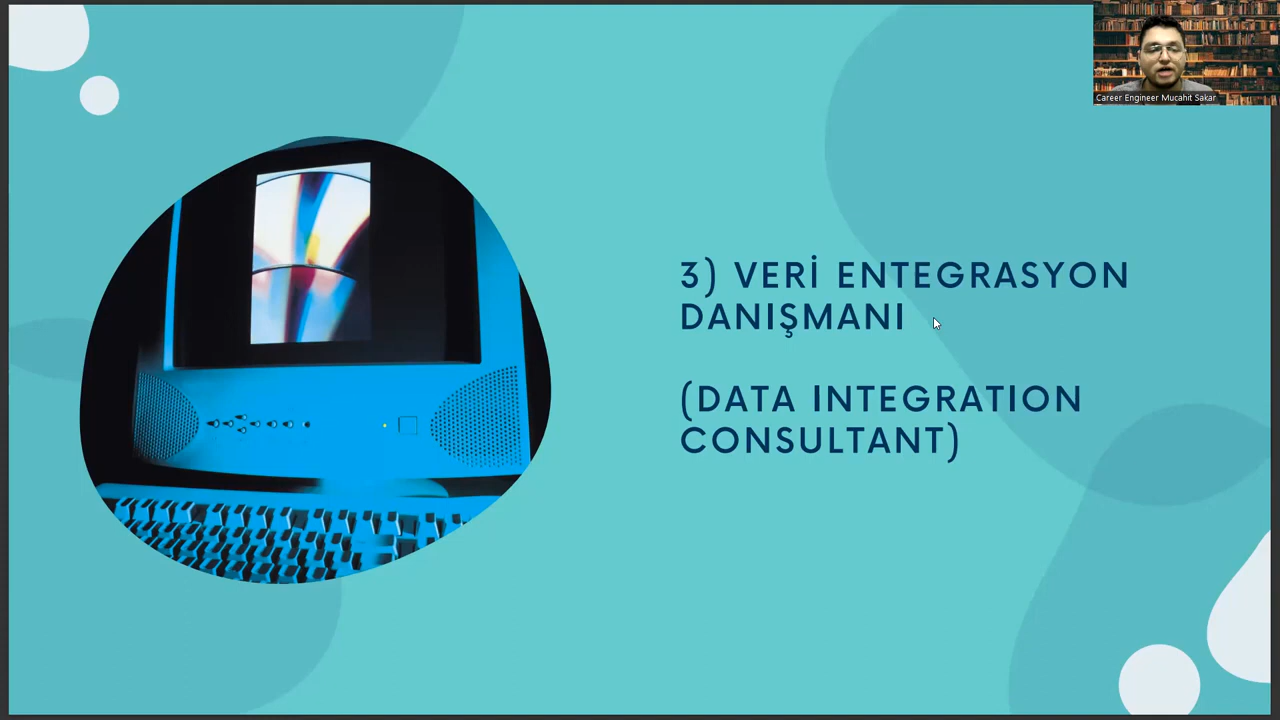 Career Engineer Mucahit Sakar
3) VERİ ENTEGRASYON
DANIŞMANI
(DATA INTEGRATION
CONSULTANT)